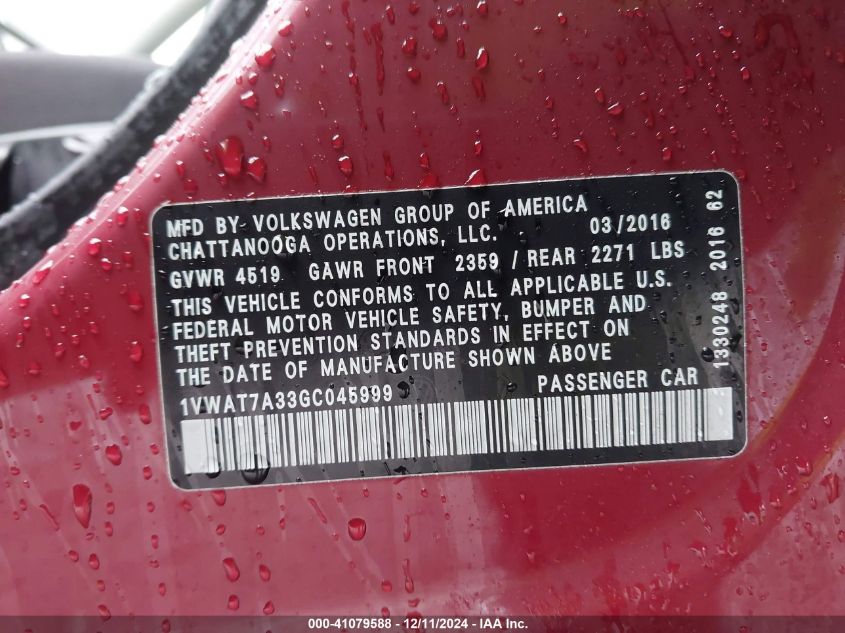 MFD BY VOLKSWAGEN GROUP OF AMERICA
CHATTANOOGA OPERATIONS, LLC. 03/2016
GVWR 4519 GAWR FRONT 2359 / REAR 2271 LBS
THIS VEHICLE CONFORMS TO ALL APPLICABLE U.S.
FEDERAL MOTOR VEHICLE SAFETY, BUMPER AND
THEFT PREVENTION STANDARDS IN EFFECT ON
THE DATE OF MANUFACTURE SHOWN ABOVE
1VWAT7A33GC045999 PASSENGER CAR
1330248 2016 62
000-41079588 - 12/11/2024 - IAA Inc.